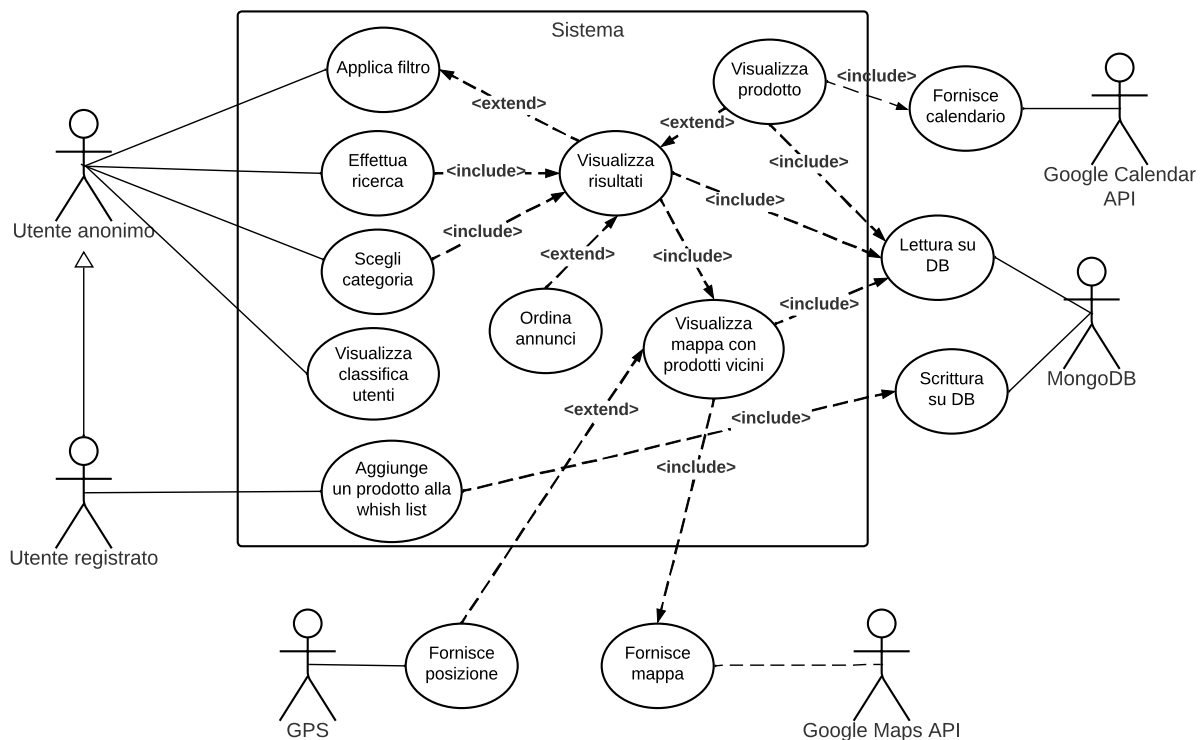 Sistema
Applica filtro
Visualizza
prodotto
<include>
Fornisce
calendario
<extend>
<extend>
Effettua
ricerca
<include>
Visualizza
risultati
<include>
Google Calendar
API
<include>
Utente anonimo
Scegli
categoria
<include>
<extend>
<include>
Lettura su
DB
Ordina
annunci
<include>
Visualizza
mappa con
prodotti vicini
Visualizza
classifica
utenti
<extend>
<include>
Scrittura
su DB
MongoDB
Aggiunge
un prodotto alla
whish list
<include>
Utente registrato
GPS
Fornisce
posizione
Fornisce
mappa
Google Maps API